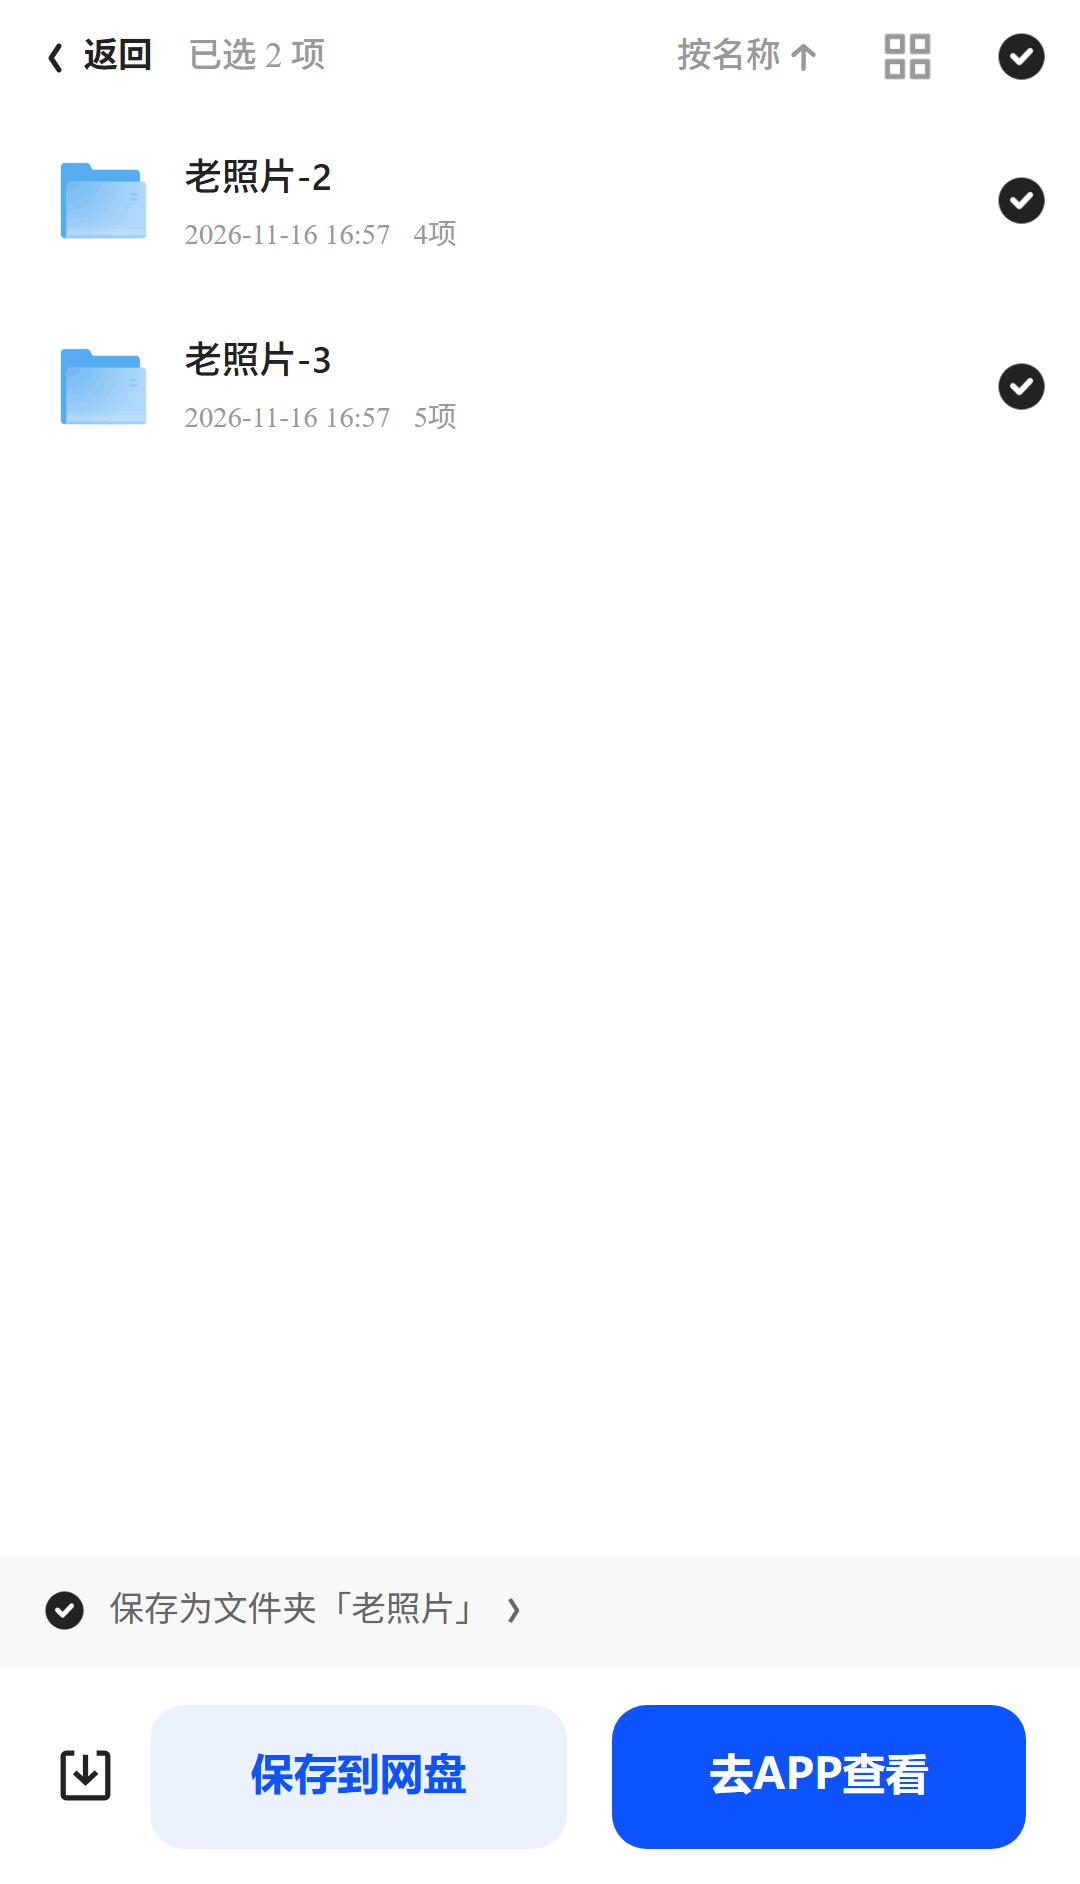 返回 已选 2 项 按名称
老照片-2
2026-11-16 16:57 4项
老照片-3
2026-11-16 16:57 5项
保存为文件夹「老照片」
保存到网盘 去APP查看